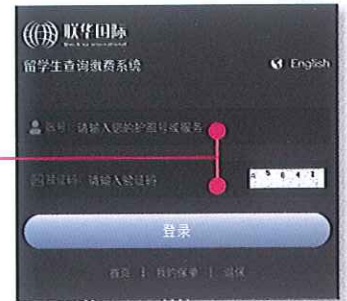 联华国际
留学生查询缴费系统
English
账号 请输入您的护照号或服务
验证码 请输入验证码
登录
首页 | 我的保单 | 退保